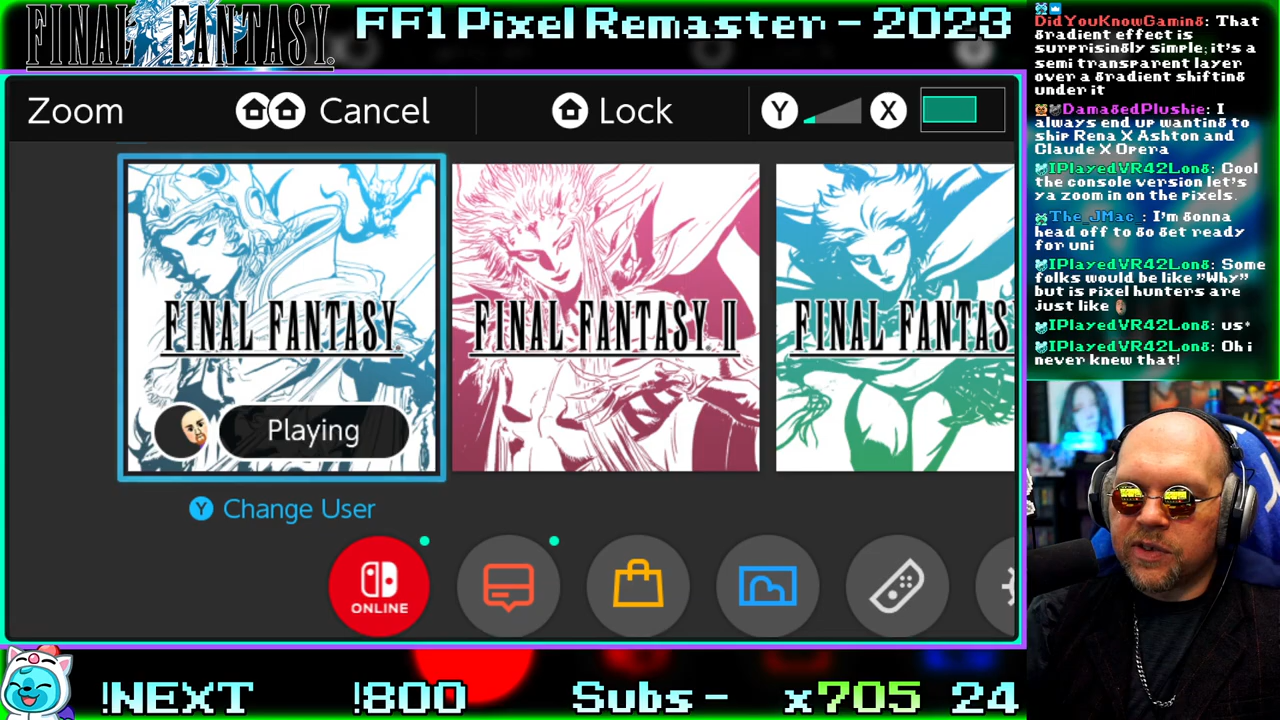 FINAL FANTASY.
FF1 Pixel Remaster - 2023
Zoom
Cancel
Lock
Y
X
FINAL FANTASY
FINAL FANTASY II
FINAL FANTAS
Playing
Y Change User
ONLINE
!NEXT
!800
Subs - x705 24
DidYouKnowGaming: That
gradient effect is
surprisingly simple; it's a
semi transparent layer
over a gradient shifting
under it
DamagedPlushie: I
always end up wanting to
ship Rena X Ashton and
Claude X Opera
IPlayedVR42Long: Cool
the console version let's
ya zoom in on the pixels.
The_JMac_: I'm gonna
head off to go get ready
for uni
IPlayedVR42Long: Some
folks would be like "Why"
but is pixel hunters are
just like
IPlayedVR42Long: us*
IPlayedVR42Long: Oh i
never knew that!